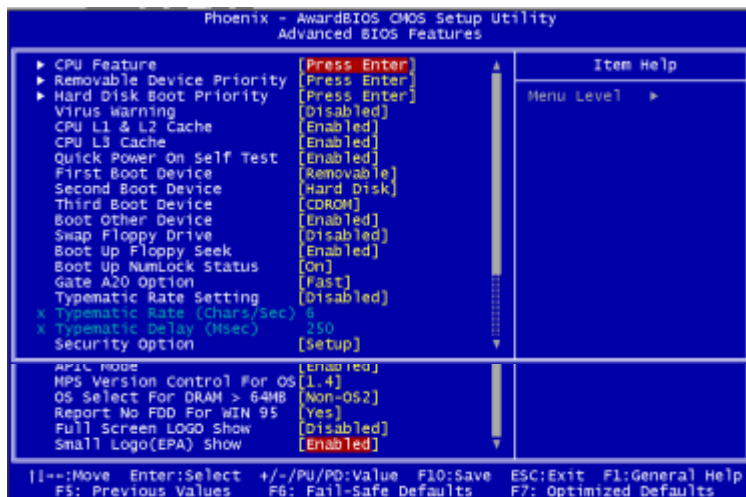 Phoenix - AwardBIOS CMOS Setup Utility
Advanced BIOS Features
► CPU Feature [Press Enter]
► Removable Device Priority [Press Enter]
► Hard Disk Boot Priority [Press Enter]
Virus Warning [Disabled]
CPU L1 & L2 Cache [Enabled]
CPU L3 Cache [Enabled]
Quick Power On Self Test [Enabled]
First Boot Device [Removable]
Second Boot Device [Hard Disk]
Third Boot Device [CDROM]
Boot Other Device [Enabled]
Swap Floppy Drive [Disabled]
Boot Up Floppy Seek [Enabled]
Boot Up NumLock Status [On]
Gate A20 Option [Fast]
Typematic Rate Setting [Disabled]
x Typematic Rate (Chars/Sec) 6
x Typematic Delay (Msec) 250
Security Option [Setup]
APIC Mode [Enabled]
MPS Version Control For OS[1.4]
OS Select For DRAM > 64MB [Non-OS2]
Report No FDD For WIN 95 [Yes]
Full Screen LOGO Show [Disabled]
Small Logo(EPA) Show [Enabled]
Item Help
Menu Level ►
↑↓→←:Move Enter:Select +/-/PU/PD:Value F10:Save ESC:Exit F1:General Help
F5: Previous Values F6: Fail-Safe Defaults F7: Optimized Defaults